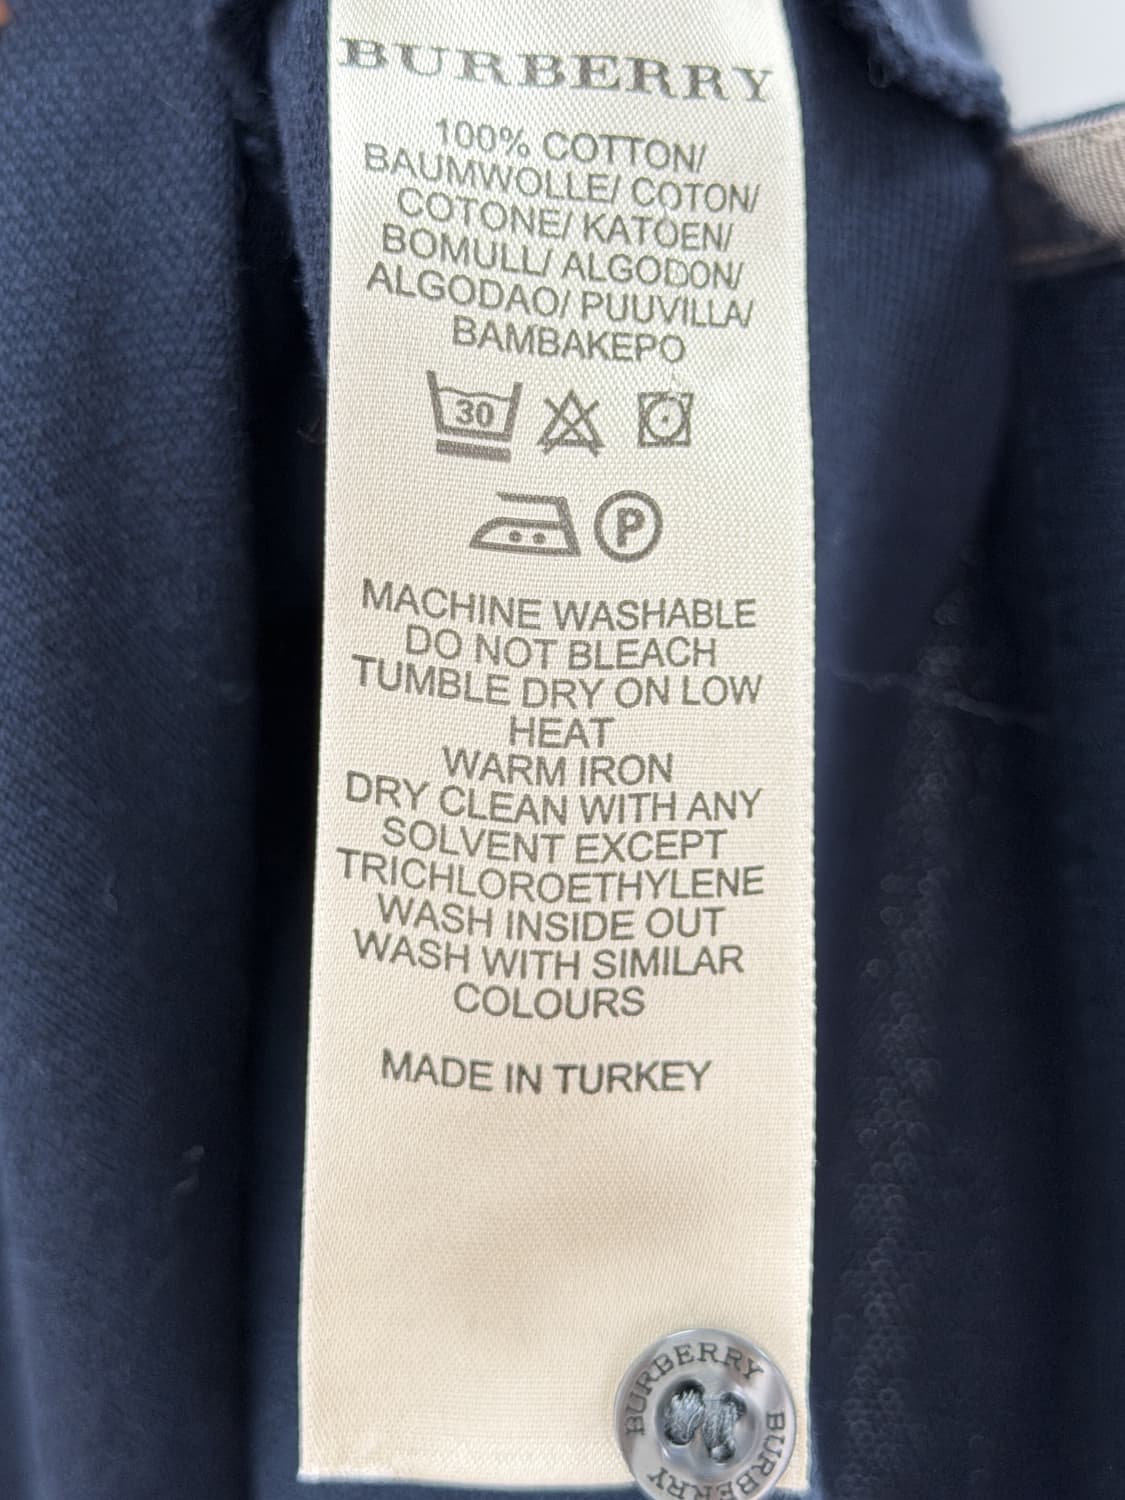 BURBERRY
100% COTTON/
BAUMWOLLE/ COTON/
COTONE/ KATOEN/
BOMULL/ ALGODON/
ALGODAO/ PUUVILLA/
BAMBAKEPO
30
P
MACHINE WASHABLE
DO NOT BLEACH
TUMBLE DRY ON LOW
HEAT
WARM IRON
DRY CLEAN WITH ANY
SOLVENT EXCEPT
TRICHLOROETHYLENE
WASH INSIDE OUT
WASH WITH SIMILAR
COLOURS
MADE IN TURKEY
BURBERRY
BURBERRY
BURBERRY
BURBERRY